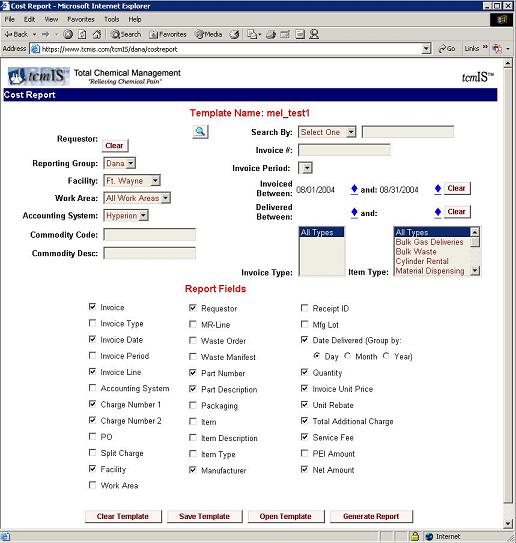 Cost Report - Microsoft Internet Explorer
File Edit View Favorites Tools Help
Back Search Favorites Media
Address https://www.tcmis.com/tcmIS/dana/costreport Go Links »
tcmIS Total Chemical Management tcmIS™
"Relieving Chemical Pain"
Cost Report
Template Name: mel_test1
Requestor: Clear
Search By: Select One
Invoice #:
Reporting Group: Dana
Invoice Period:
Facility: Ft. Wayne
Invoiced Between: 08/01/2004 and: 08/31/2004 Clear
Work Area: All Work Areas
Delivered Between: and: Clear
Accounting System: Hyperion
Commodity Code:
Commodity Desc:
Invoice Type: All Types
Item Type: All Types
Bulk Gas Deliveries
Bulk Waste
Cylinder Rental
Material Dispensing
Report Fields
Invoice Requestor Receipt ID
Invoice Type MR-Line Mfg Lot
Invoice Date Waste Order Date Delivered (Group by:
Invoice Period Waste Manifest Day Month Year)
Invoice Line Part Number Quantity
Accounting System Part Description Invoice Unit Price
Charge Number 1 Packaging Unit Rebate
Charge Number 2 Item Total Additional Charge
PO Item Description Service Fee
Split Charge Item Type PEI Amount
Facility Manufacturer Net Amount
Work Area
Clear Template Save Template Open Template Generate Report
Internet